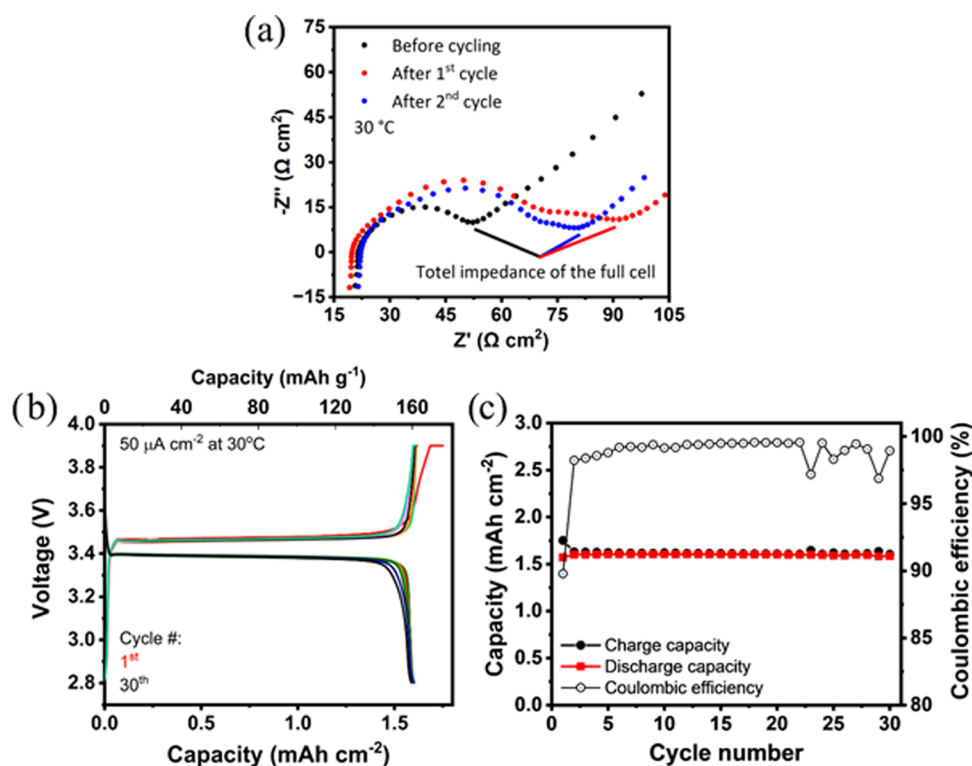 (a)
75
60
45
30
15
0
−15
-Z'' (Ω cm²)
Before cycling
After 1ˢᵗ cycle
After 2ⁿᵈ cycle
30 °C
Totel impedance of the full cell
15 30 45 60 75 90 105
Z' (Ω cm²)
(b)
Capacity (mAh g⁻¹)
0 40 80 120 160
4.0
3.8
3.6
3.4
3.2
3.0
2.8
Voltage (V)
50 µA cm⁻² at 30°C
Cycle #:
1ˢᵗ
30ᵗʰ
0.0 0.5 1.0 1.5
Capacity (mAh cm⁻²)
(c)
3.0
2.5
2.0
1.5
1.0
0.5
0.0
Capacity (mAh cm⁻²)
Charge capacity
Discharge capacity
Coulombic efficiency
100
95
90
85
80
Coulombic efficiency (%)
0 5 10 15 20 25 30
Cycle number